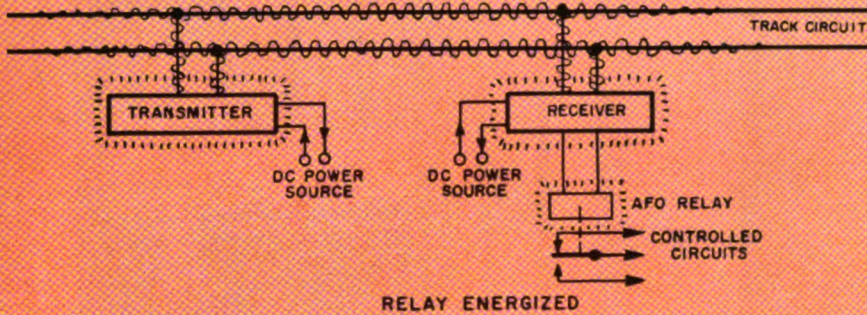 TRACK CIRCUIT
TRANSMITTER
RECEIVER
DC POWER
SOURCE
DC POWER
SOURCE
AFO RELAY
CONTROLLED
CIRCUITS
RELAY ENERGIZED